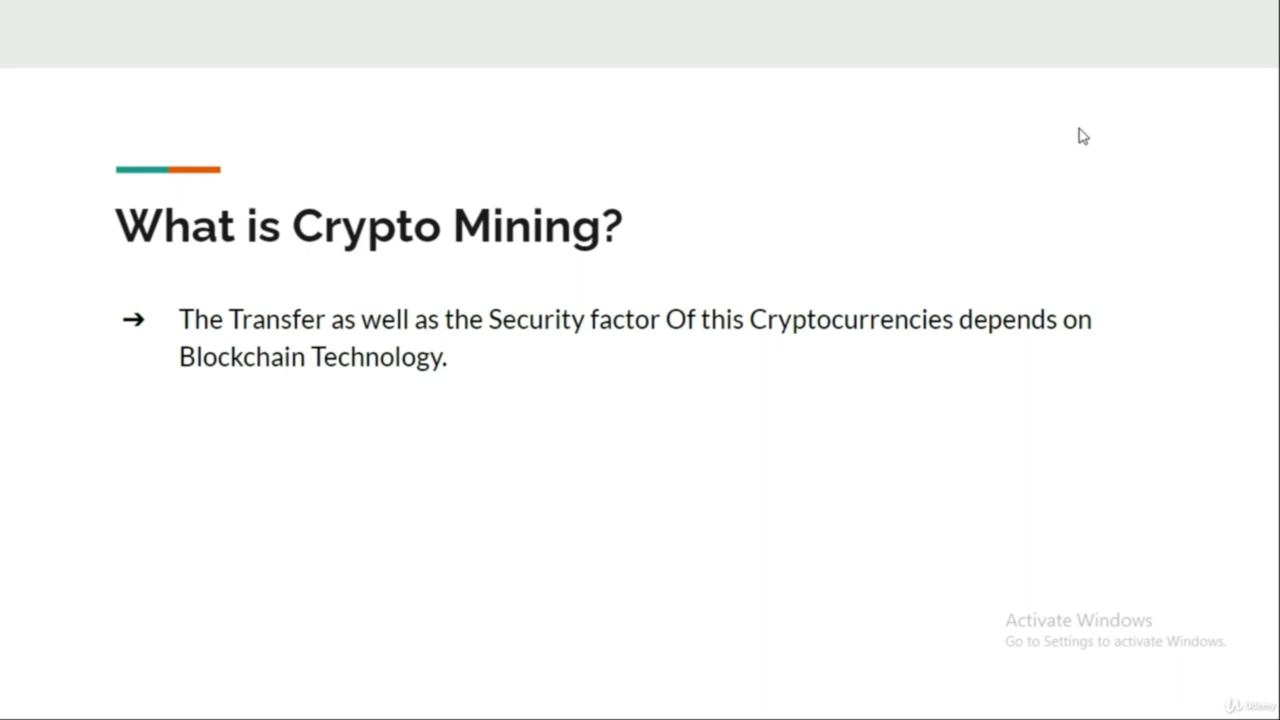 What is Crypto Mining?
➔ The Transfer as well as the Security factor Of this Cryptocurrencies depends on
Blockchain Technology.
Activate Windows
Go to Settings to activate Windows.
Udemy